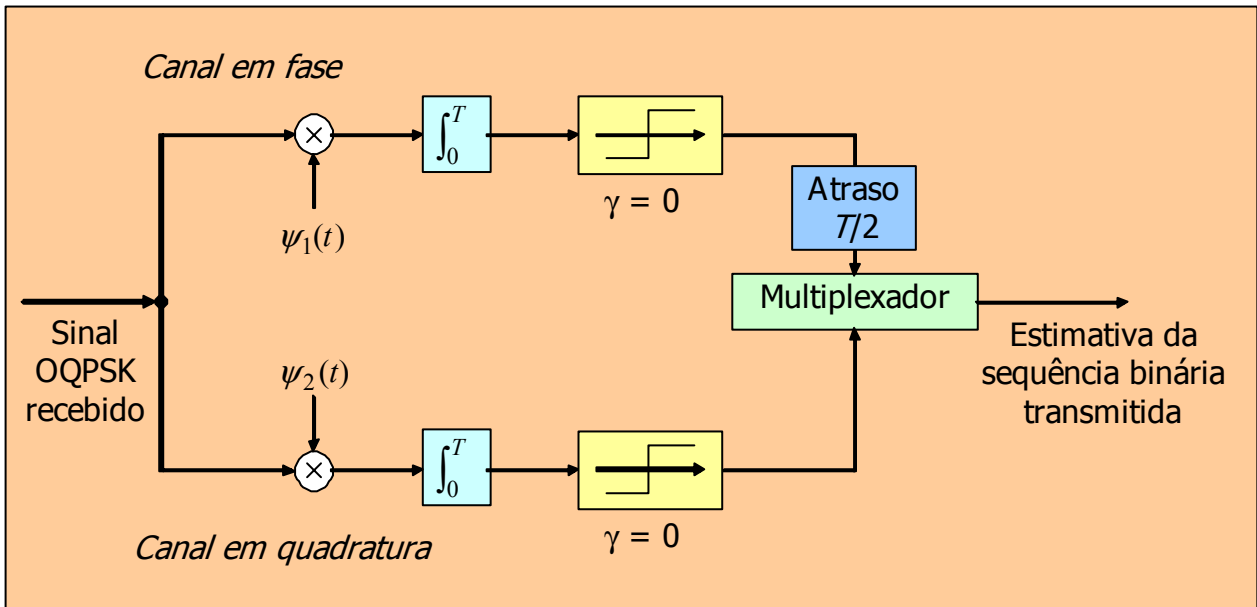 Canal em fase
∫₀ᵀ
γ = 0
ψ₁(t)
Atraso
T/2
Multiplexador
Sinal
OQPSK
recebido
Estimativa da
sequência binária
transmitida
ψ₂(t)
∫₀ᵀ
γ = 0
Canal em quadratura